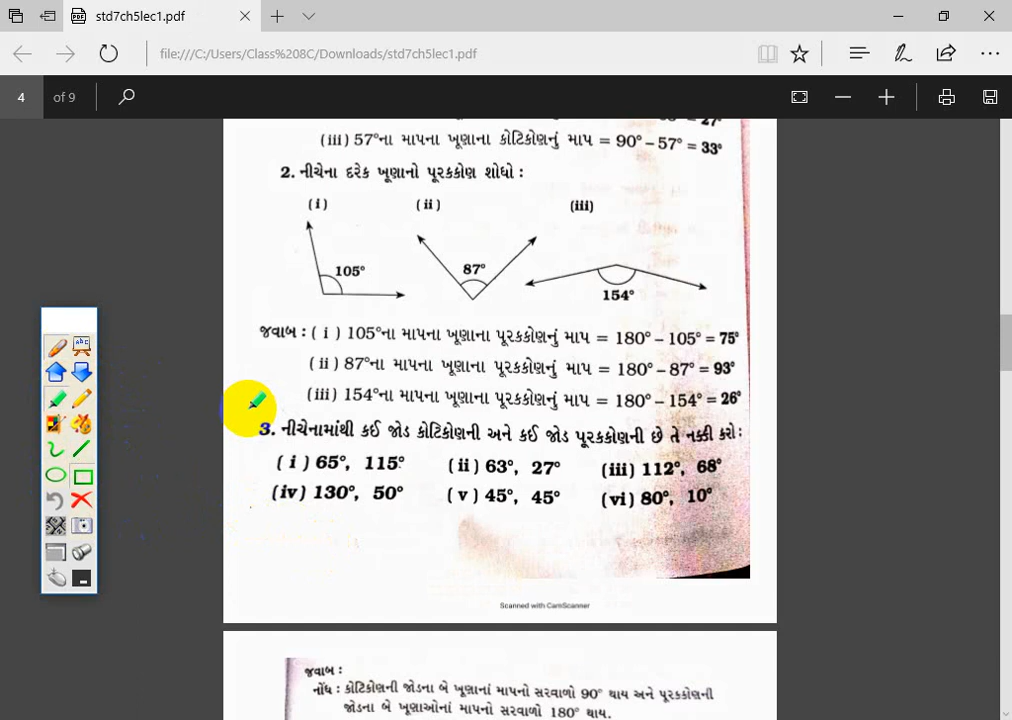 std7ch5lec1.pdf
file:///C:/Users/Class%208C/Downloads/std7ch5lec1.pdf
4 of 9
(iii) 57°ના માપના ખૂણાના કોટિકોણનું માપ = 90° – 57° = 33°
2. નીચેના દરેક ખૂણાનો પૂરકકોણ શોધો :
(i) (ii) (iii)
105° 87° 154°
જવાબ : (i) 105°ના માપના ખૂણાના પૂરકકોણનું માપ = 180° – 105° = 75°
(ii) 87°ના માપના ખૂણાના પૂરકકોણનું માપ = 180° – 87° = 93°
(iii) 154°ના માપના ખૂણાના પૂરકકોણનું માપ = 180° – 154° = 26°
3. નીચેનામાંથી કઈ જોડ કોટિકોણની અને કઈ જોડ પૂરકકોણની છે તે નક્કી કરો:
(i) 65°, 115° (ii) 63°, 27° (iii) 112°, 68°
(iv) 130°, 50° (v) 45°, 45° (vi) 80°, 10°
Scanned with CamScanner
જવાબ :
નોંધ : કોટિકોણની જોડના બે ખૂણાનાં માપનો સરવાળો 90° થાય અને પૂરકકોણની
જોડના બે ખૂણાઓનાં માપનો સરવાળો 180° થાય.